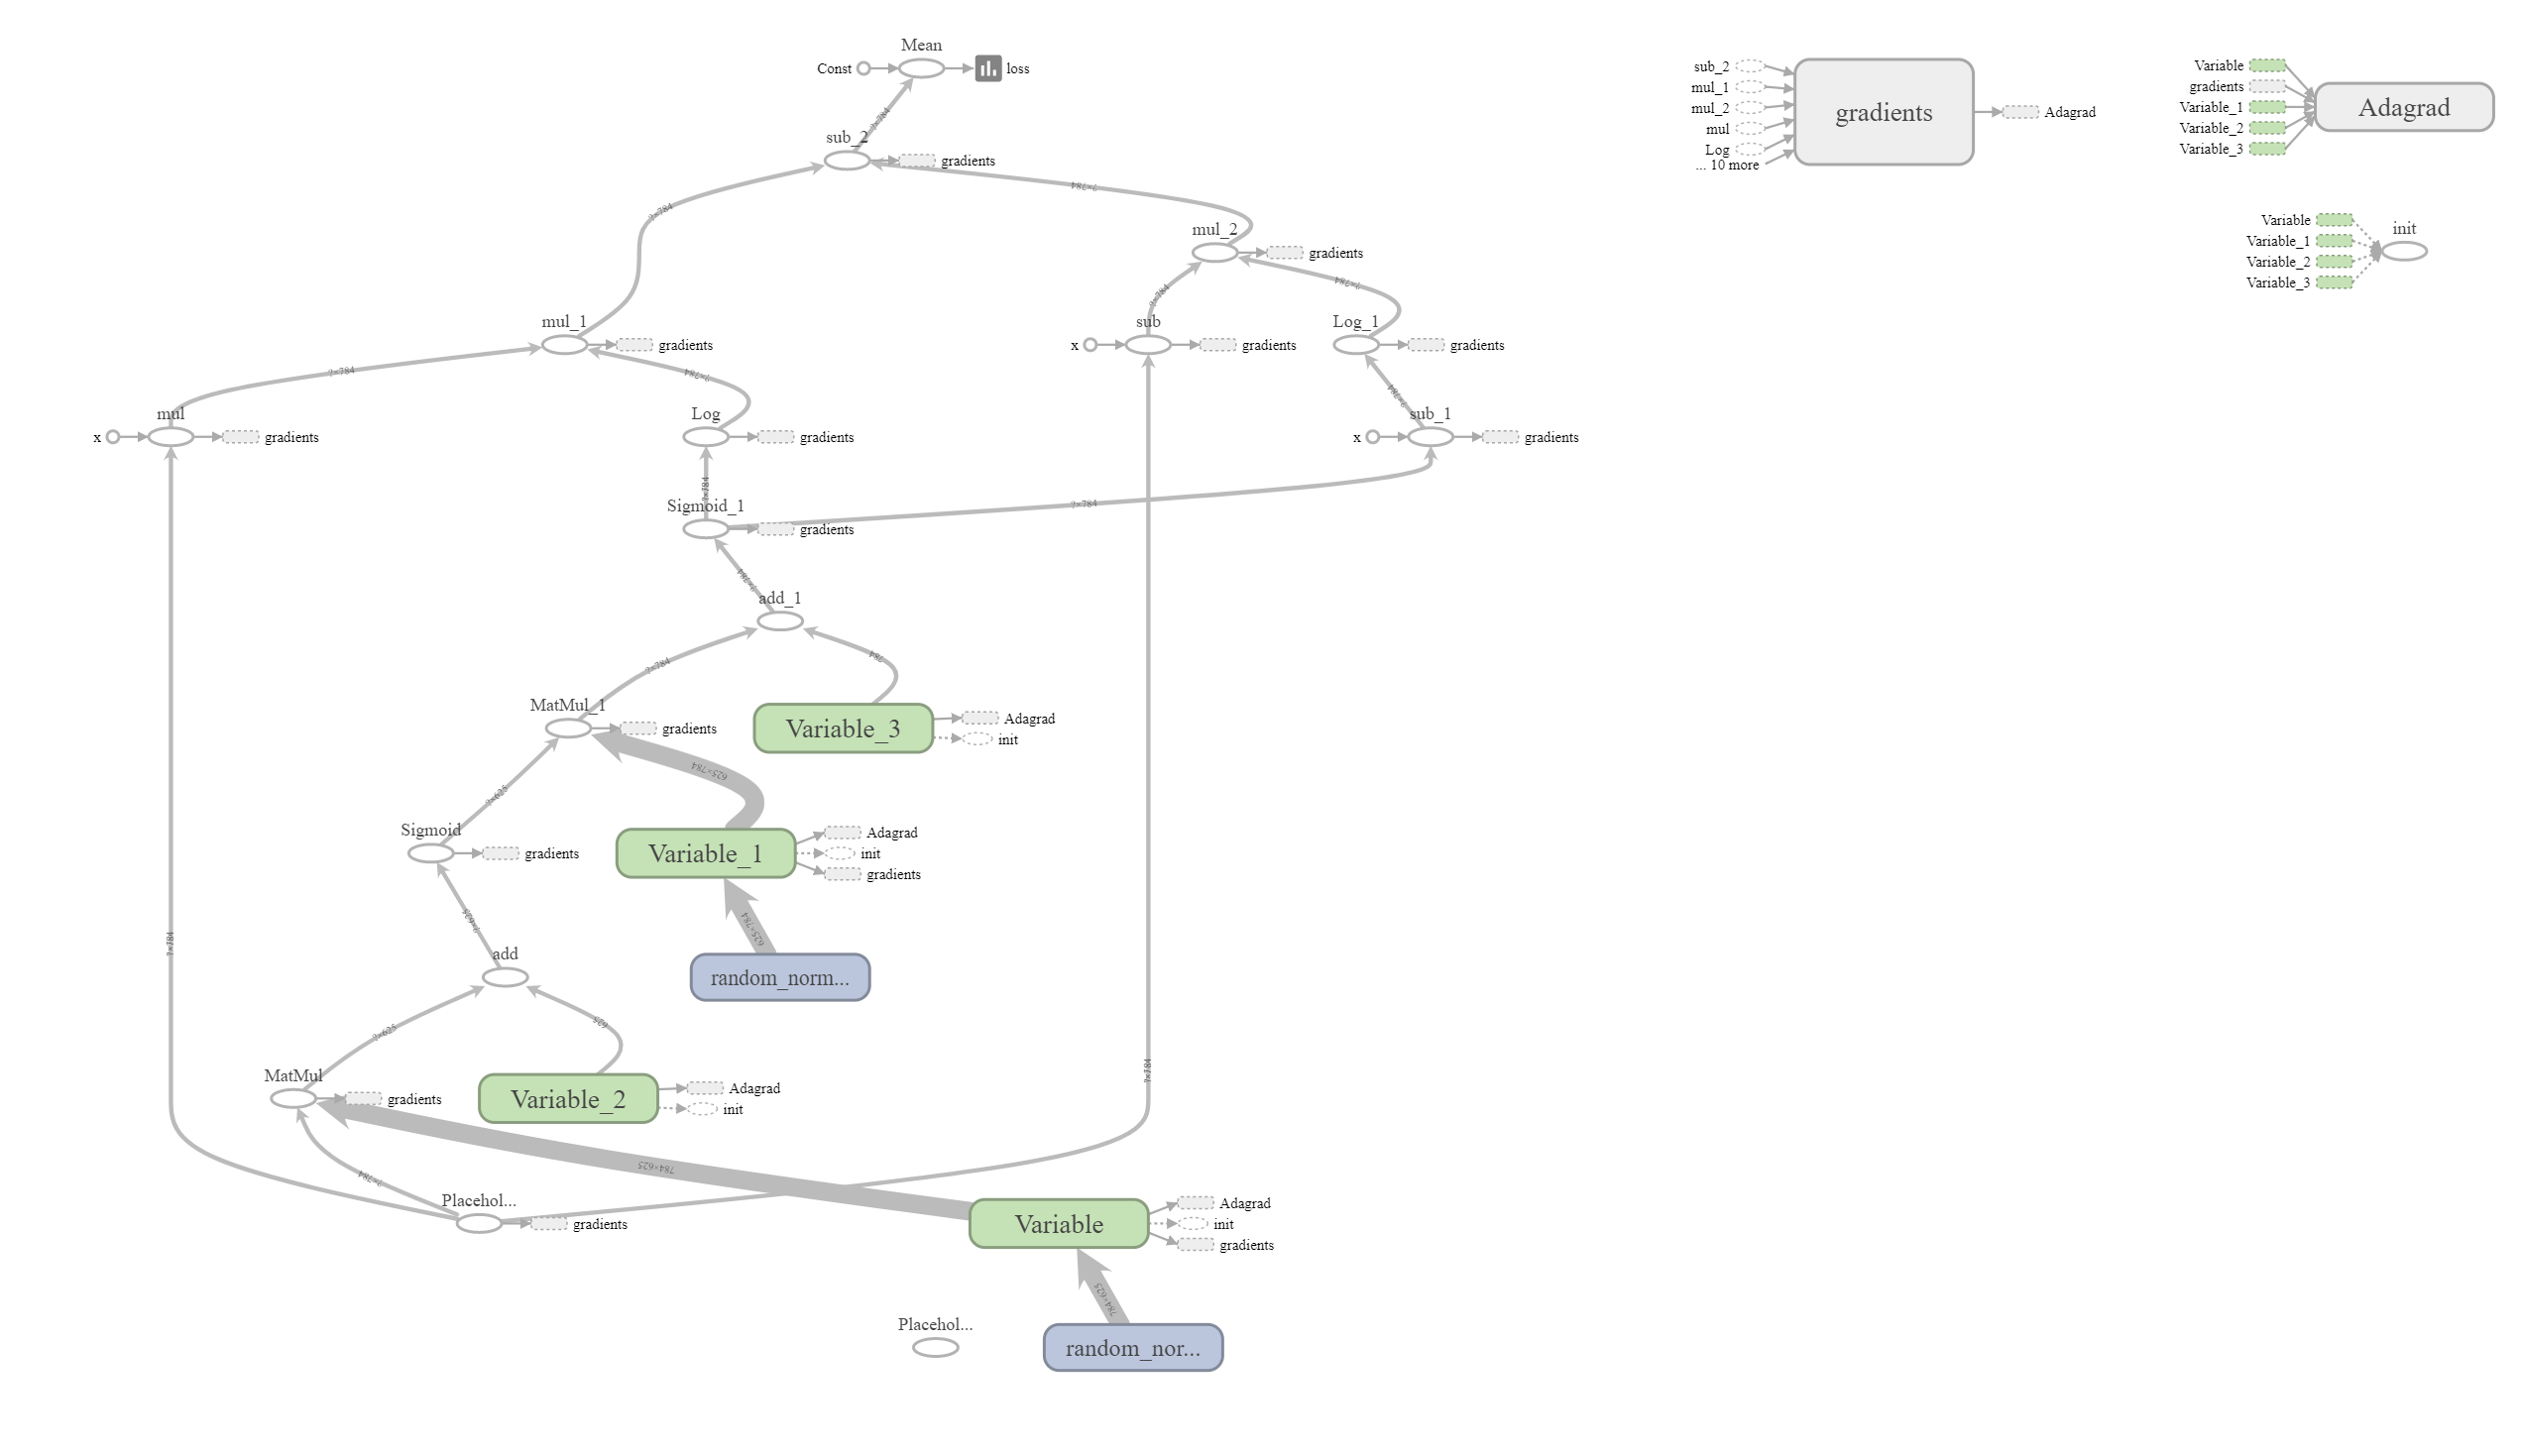 Mean
Const
loss
?×784
sub_2
gradients
?×784
?×784
mul_2
gradients
?×784
?×784
mul_1
gradients
x
sub
gradients
Log_1
gradients
?×784
?×784
?×784
mul
x
gradients
Log
gradients
sub_1
x
gradients
?×784
Sigmoid_1
gradients
?×784
?×784
add_1
?×784
784
MatMul_1
gradients
Variable_3
Adagrad
init
625×784
?×625
Sigmoid
gradients
Variable_1
Adagrad
init
gradients
?×625
625×784
?×784
add
random_norm...
?×625
625
MatMul
gradients
Variable_2
Adagrad
init
?×784
784×625
?×784
Placehol...
gradients
Variable
Adagrad
init
gradients
784×625
Placehol...
random_nor...
sub_2
mul_1
mul_2
mul
Log
... 10 more
gradients
Adagrad
Variable
gradients
Variable_1
Variable_2
Variable_3
Adagrad
Variable
Variable_1
Variable_2
Variable_3
init